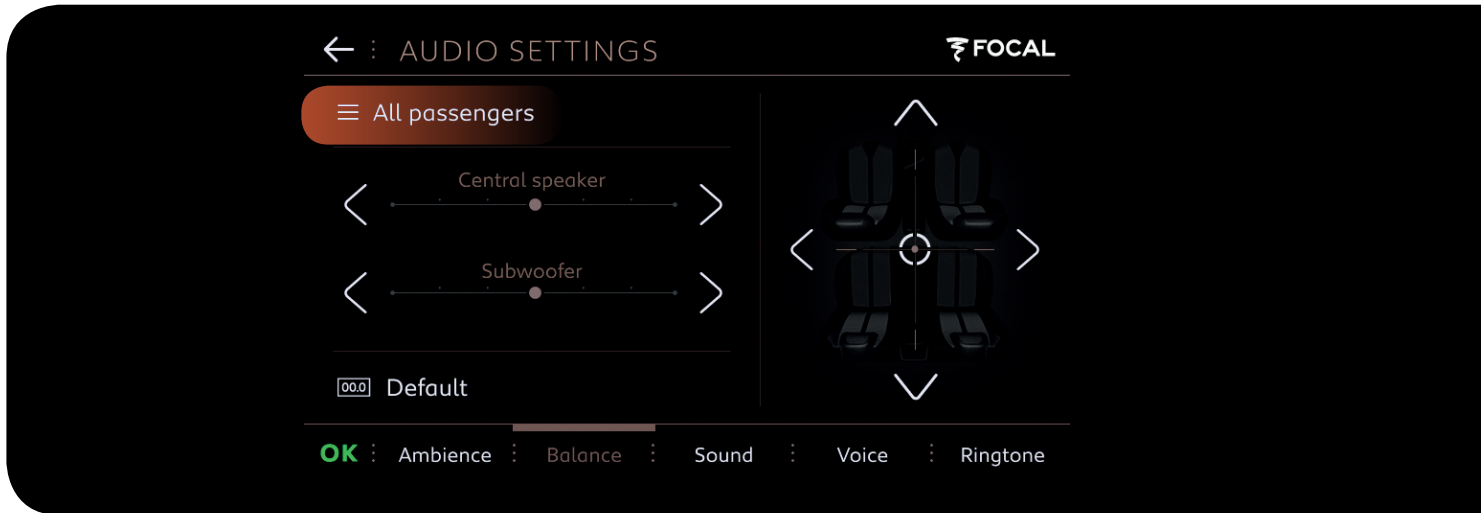 AUDIO SETTINGS
FOCAL
All passengers
Central speaker
Subwoofer
00.0 Default
OK Ambience Balance Sound Voice Ringtone